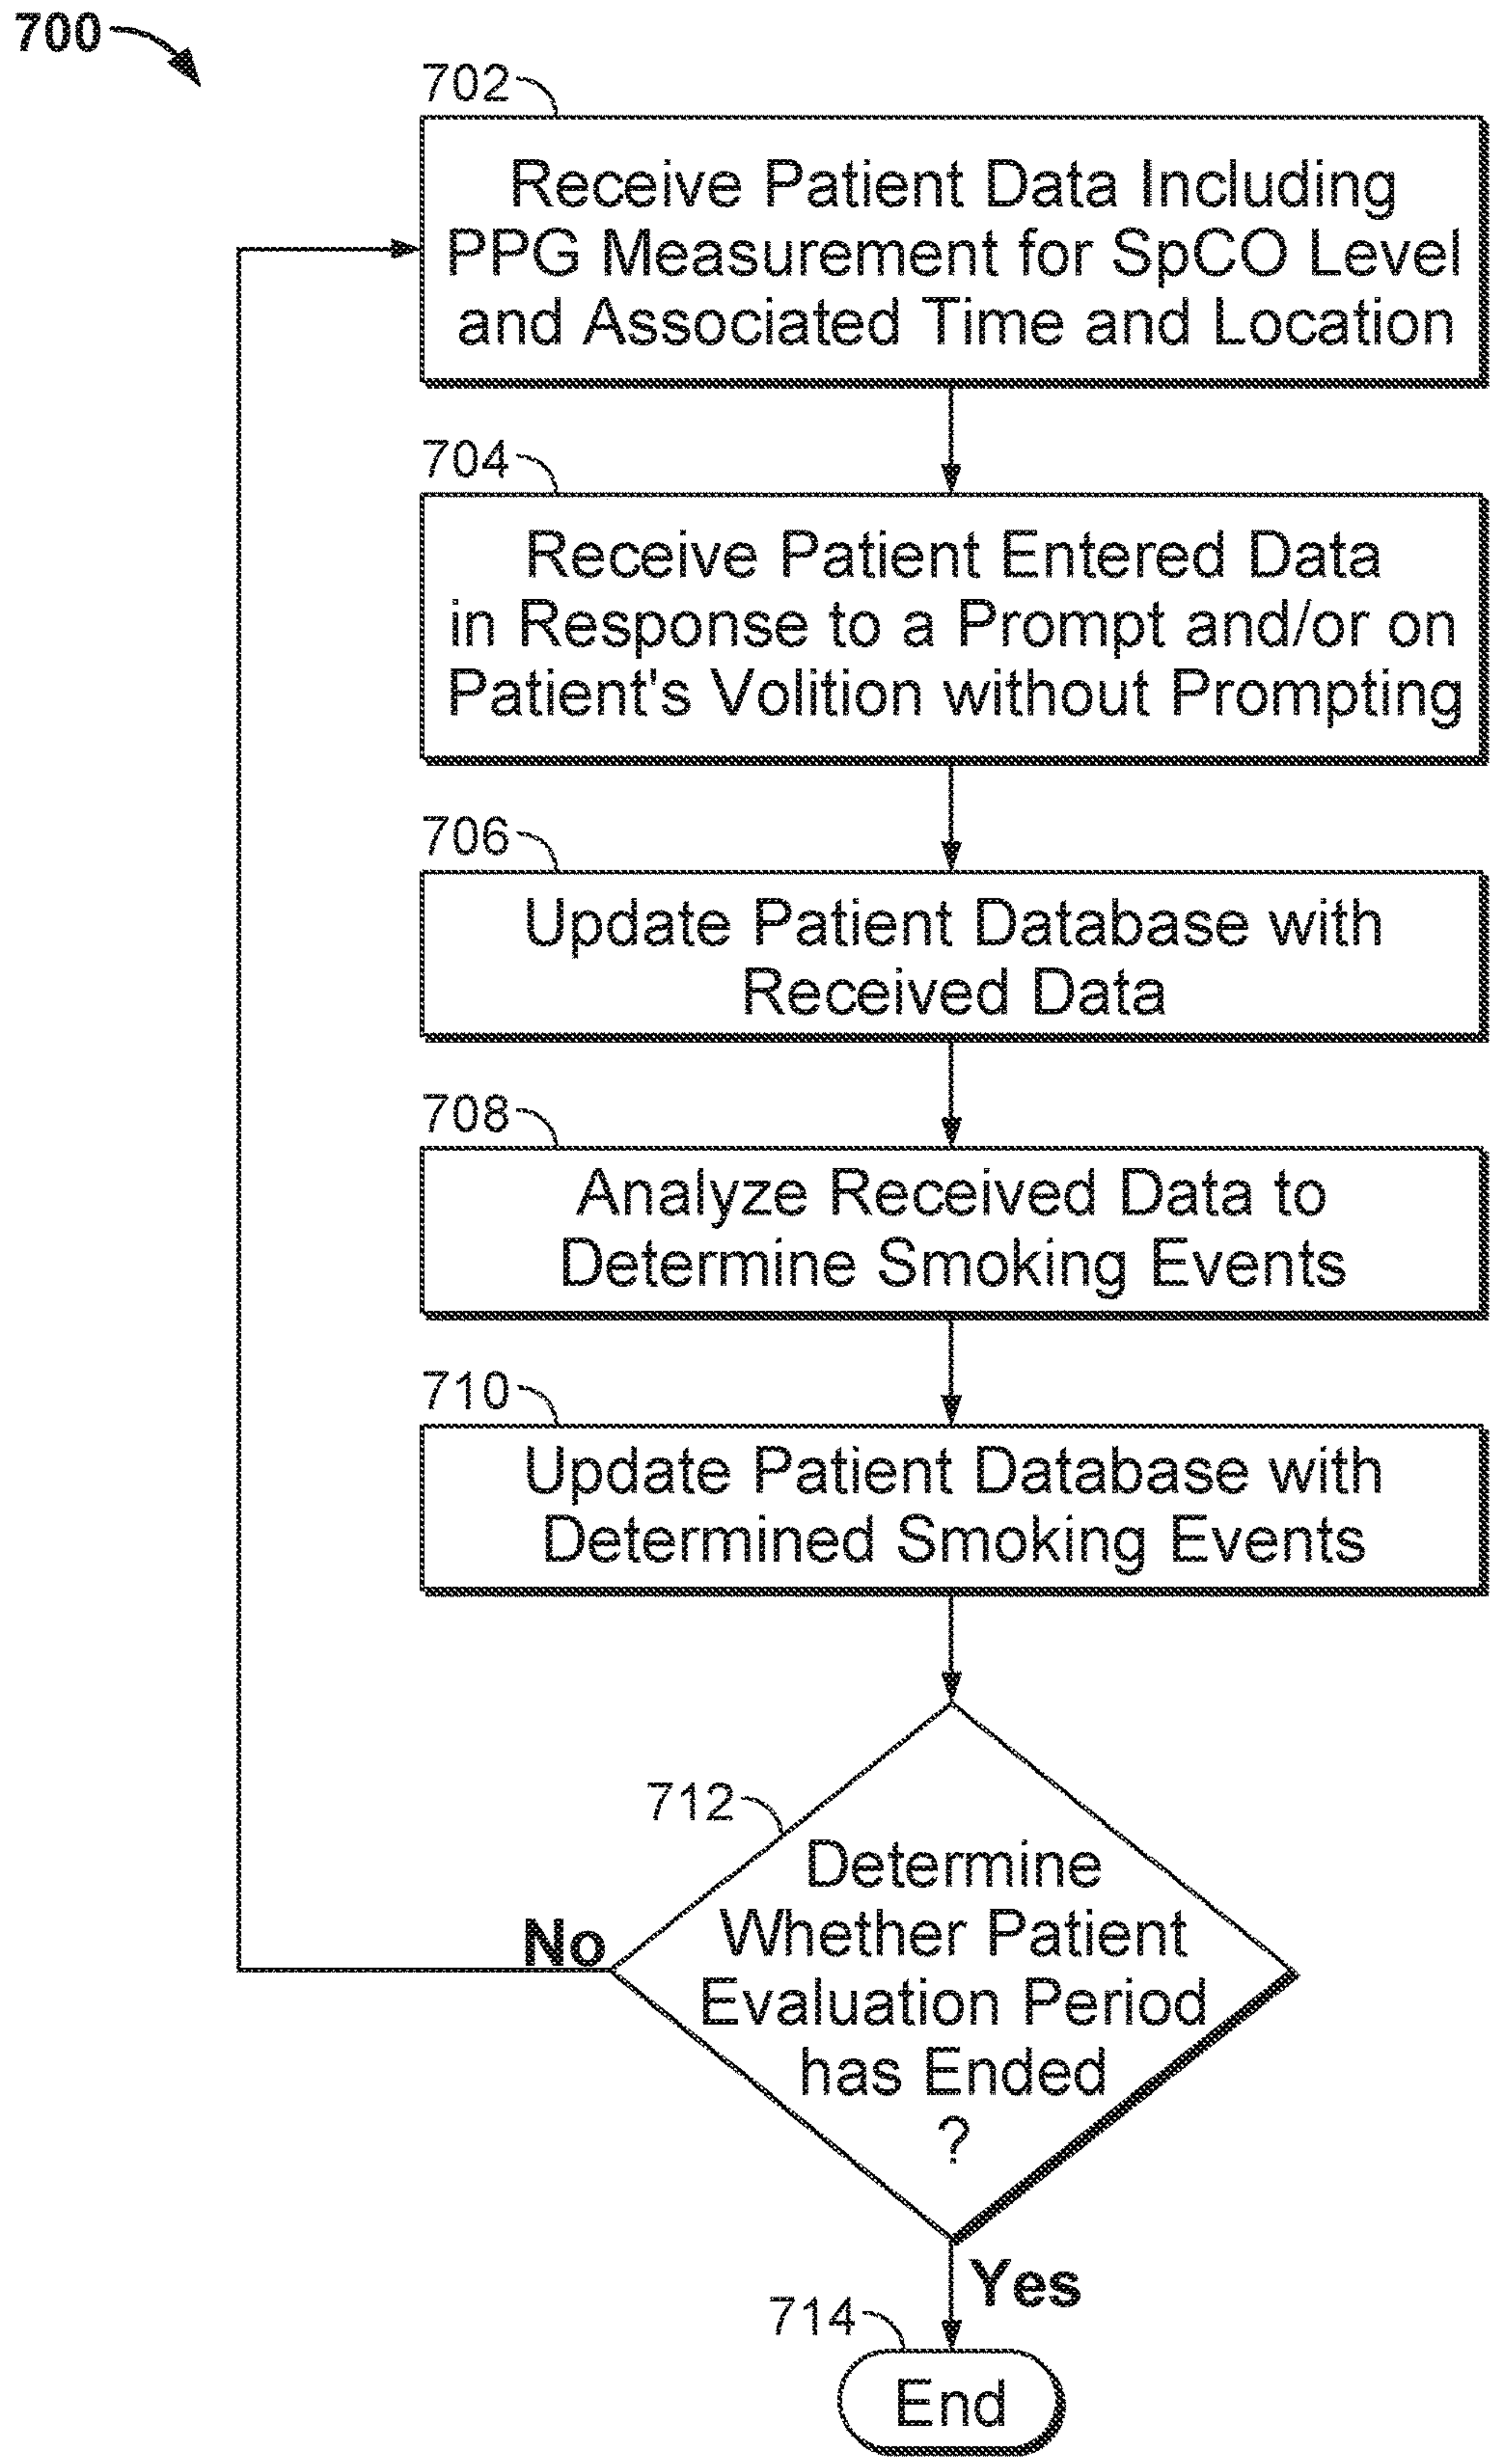 700
702
Receive Patient Data Including
PPG Measurement for SpCO Level
and Associated Time and Location
704
Receive Patient Entered Data
in Response to a Prompt and/or on
Patient's Volition without Prompting
706
Update Patient Database with
Received Data
708
Analyze Received Data to
Determine Smoking Events
710
Update Patient Database with
Determined Smoking Events
712
Determine
Whether Patient
Evaluation Period
has Ended
?
No
Yes
714
End